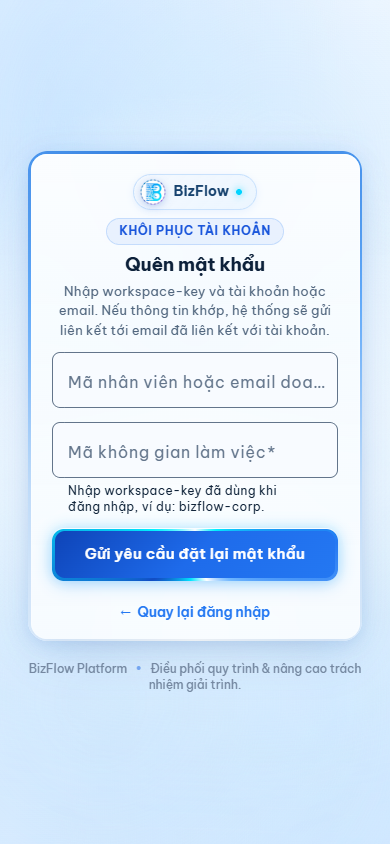 BizFlow
KHÔI PHỤC TÀI KHOẢN
Quên mật khẩu
Nhập workspace-key và tài khoản hoặc
email. Nếu thông tin khớp, hệ thống sẽ gửi
liên kết tới email đã liên kết với tài khoản.
Mã nhân viên hoặc email doa...
Mã không gian làm việc*
Nhập workspace-key đã dùng khi
đăng nhập, ví dụ: bizflow-corp.
Gửi yêu cầu đặt lại mật khẩu
← Quay lại đăng nhập
BizFlow Platform • Điều phối quy trình & nâng cao trách
nhiệm giải trình.